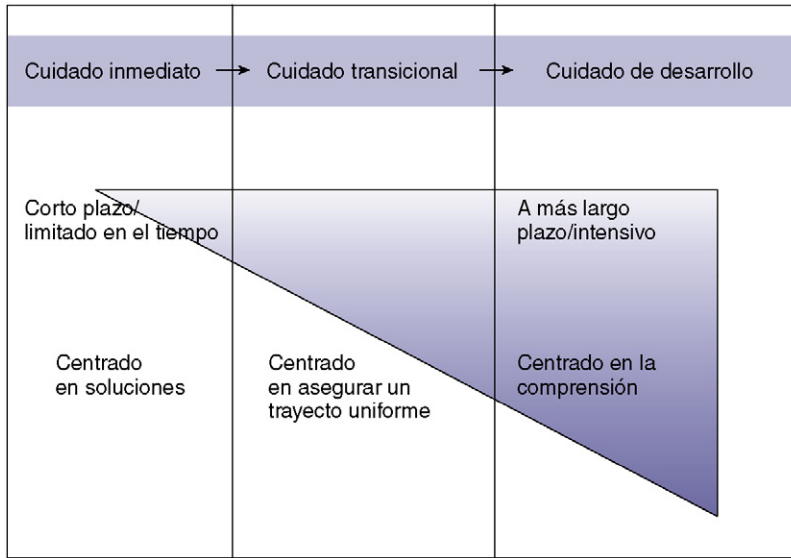 Cuidado inmediato
Cuidado transicional
Cuidado de desarrollo
Corto plazo/
limitado en el tiempo
A más largo
plazo/intensivo
Centrado
en soluciones
Centrado
en asegurar un
trayecto uniforme
Centrado en la
comprensión